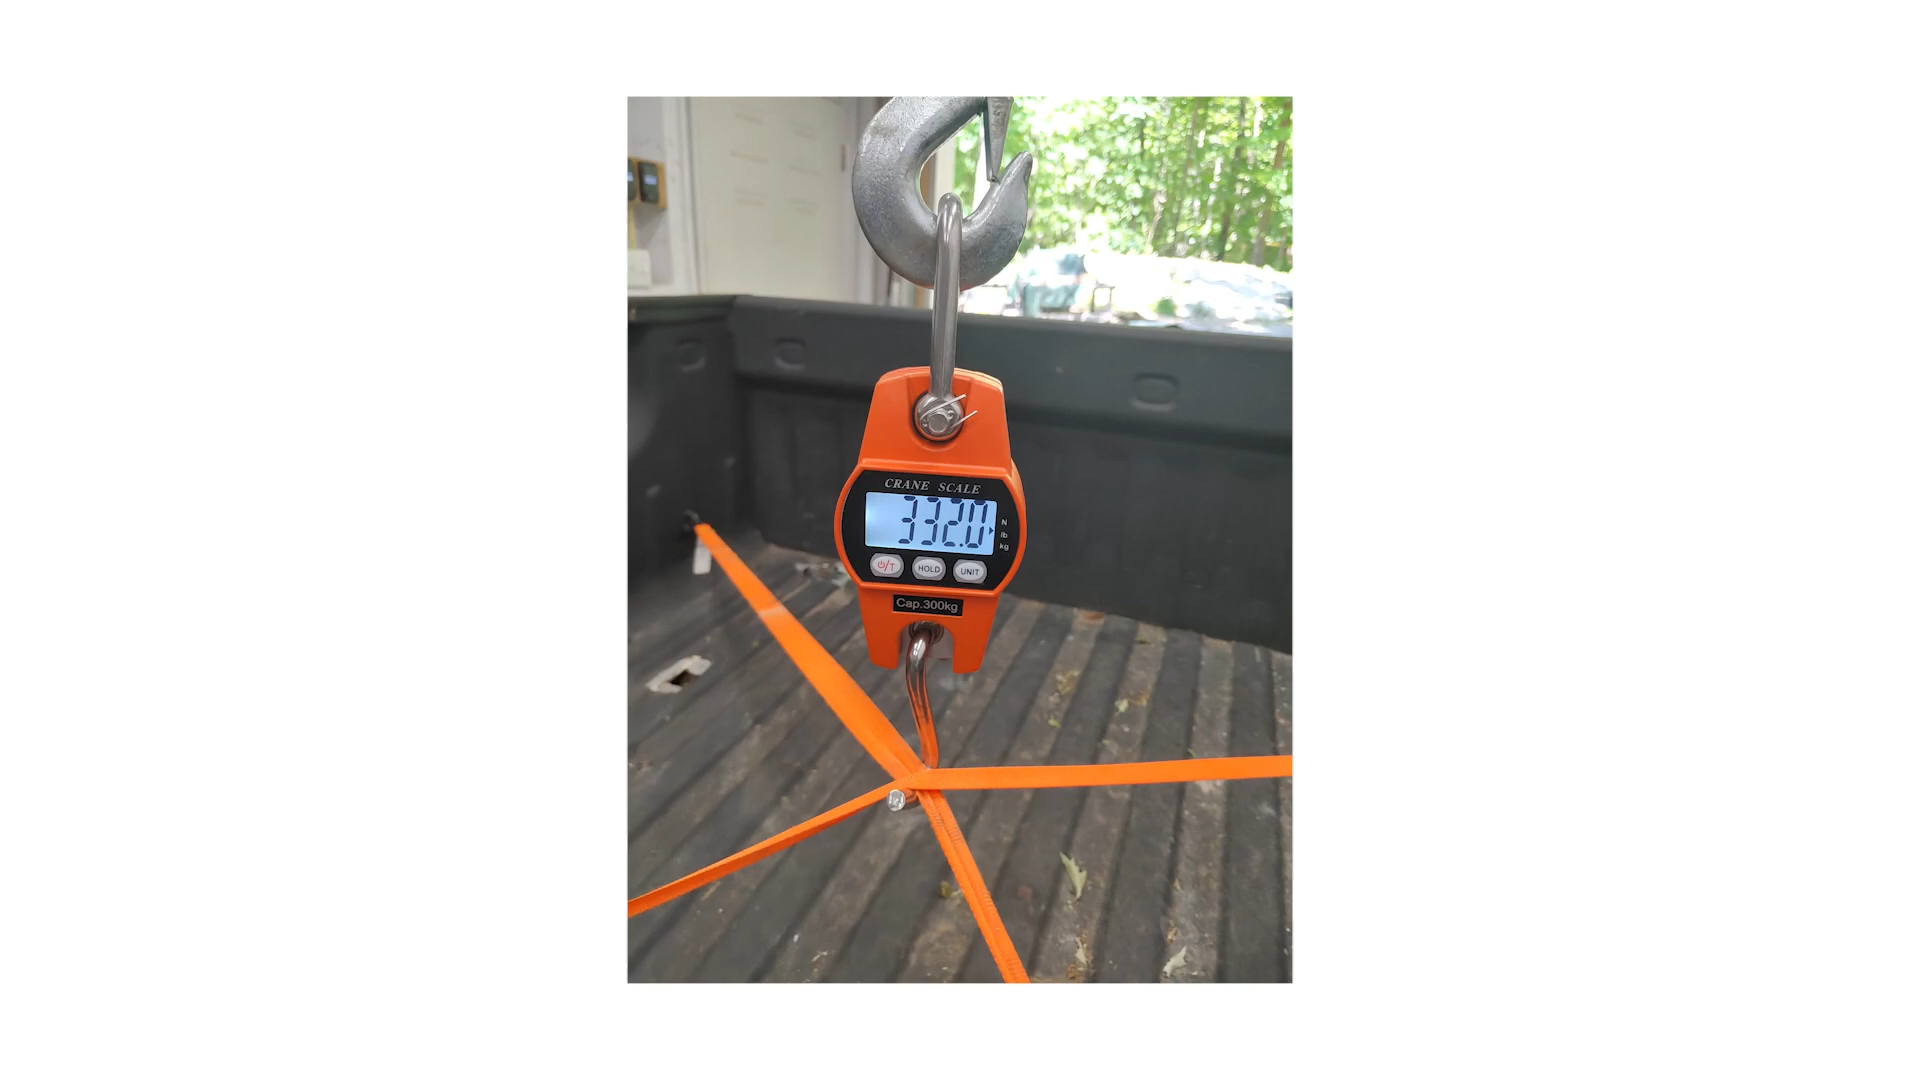 CRANE SCALE
332.0
N
lb
kg
⏻/T HOLD UNIT
Cap.300kg